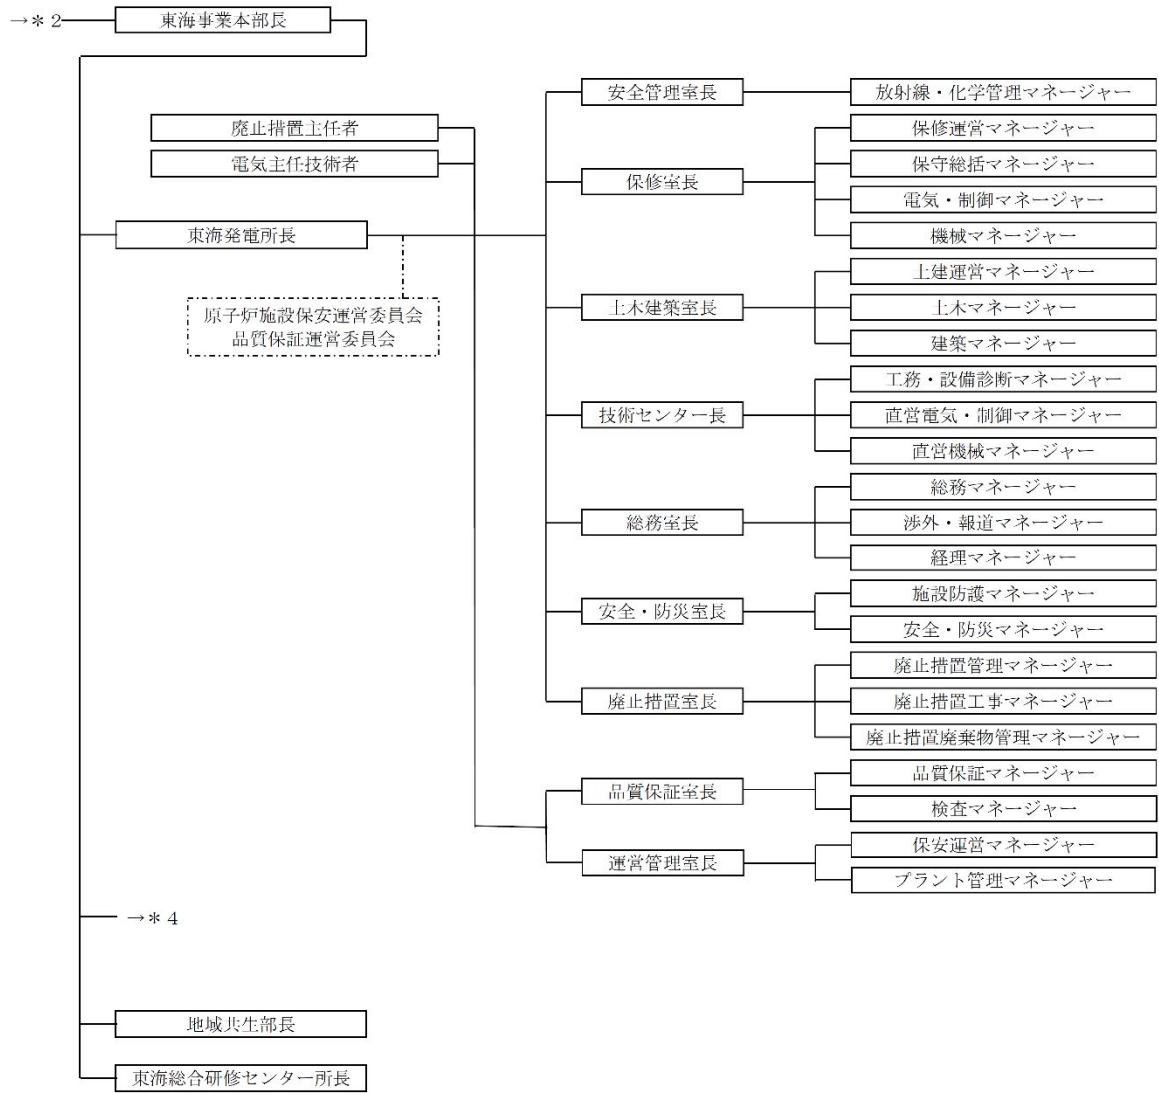 →＊２
東海事業本部長
廃止措置主任者
電気主任技術者
東海発電所長
原子炉施設保安運営委員会
品質保証運営委員会
安全管理室長
放射線・化学管理マネージャー
保修室長
保修運営マネージャー
保守総括マネージャー
電気・制御マネージャー
機械マネージャー
土木建築室長
土建運営マネージャー
土木マネージャー
建築マネージャー
技術センター長
工務・設備診断マネージャー
直営電気・制御マネージャー
直営機械マネージャー
総務室長
総務マネージャー
渉外・報道マネージャー
経理マネージャー
安全・防災室長
施設防護マネージャー
安全・防災マネージャー
廃止措置室長
廃止措置管理マネージャー
廃止措置工事マネージャー
廃止措置廃棄物管理マネージャー
品質保証室長
品質保証マネージャー
検査マネージャー
運営管理室長
保安運営マネージャー
プラント管理マネージャー
→＊４
地域共生部長
東海総合研修センター所長